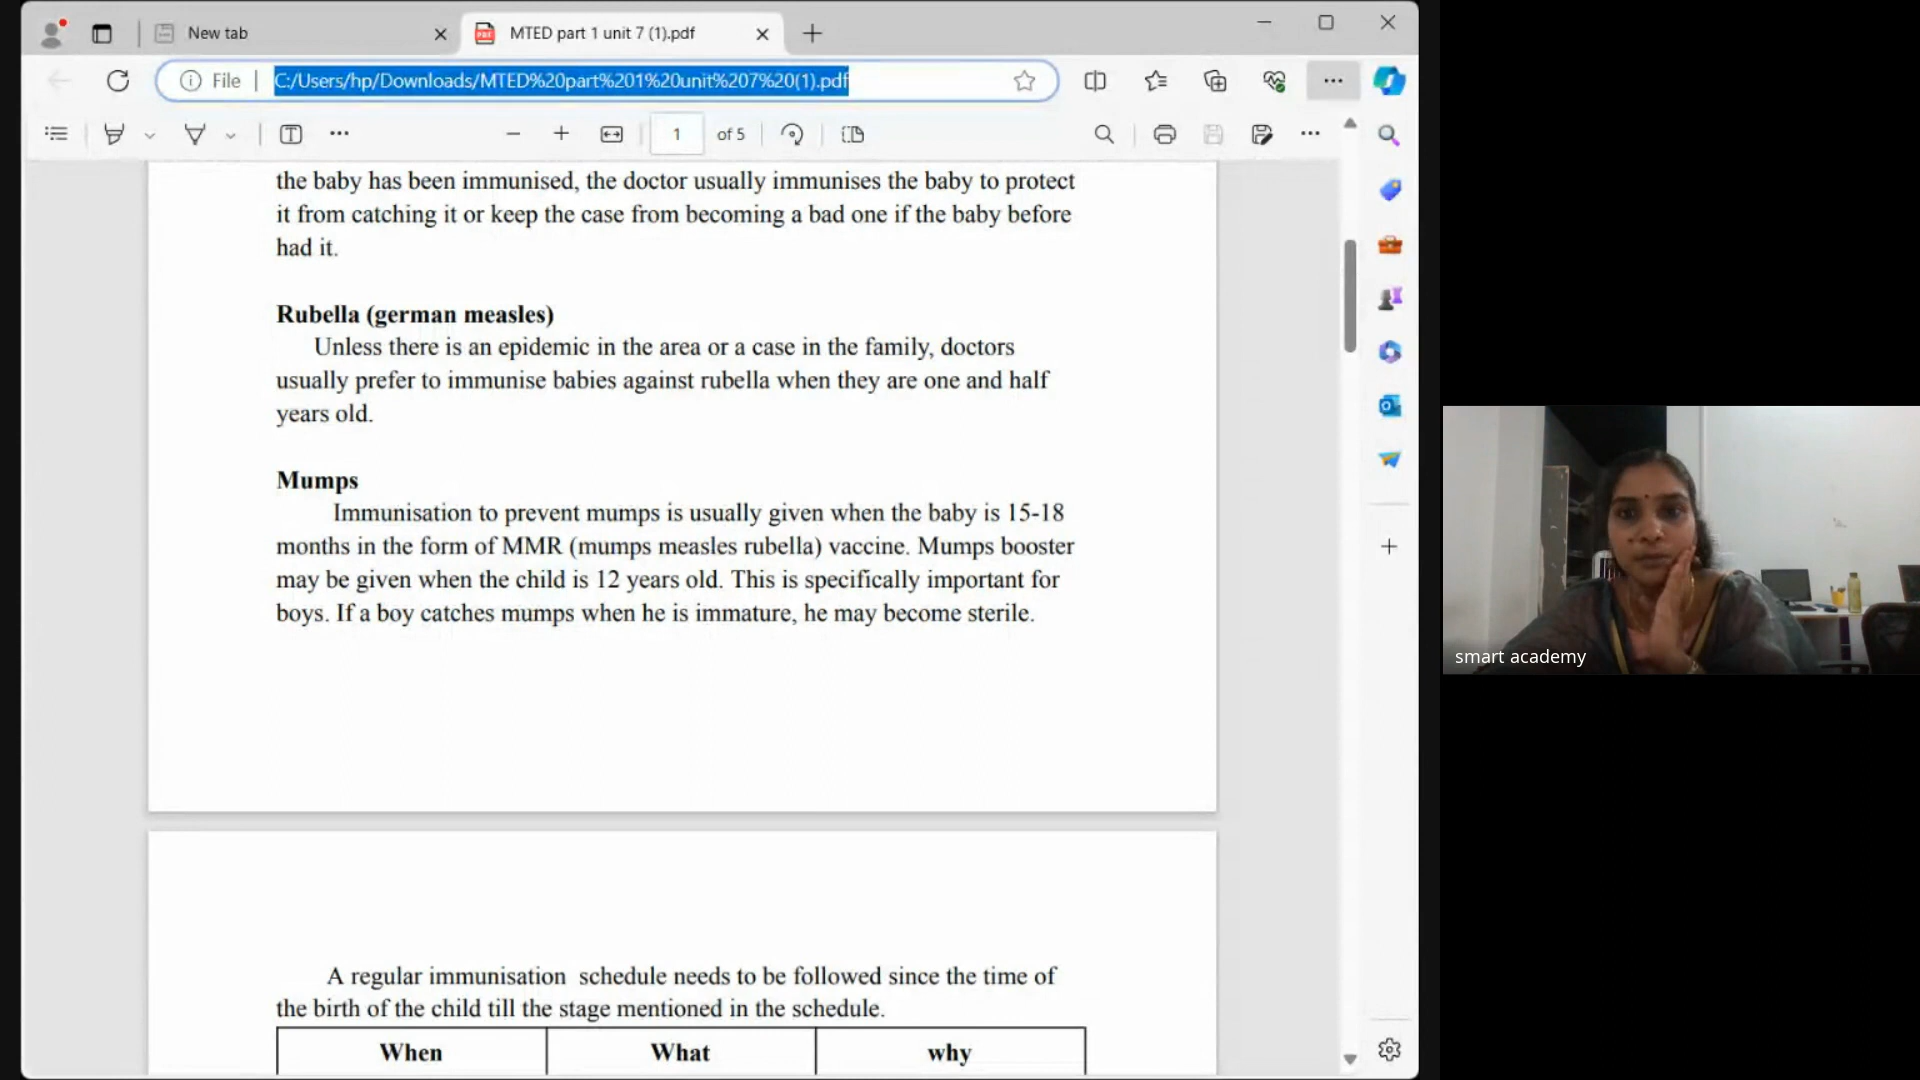 New tab
MTED part 1 unit 7 (1).pdf
File
C:/Users/hp/Downloads/MTED%20part%201%20unit%207%20(1).pdf
1 of 5
the baby has been immunised, the doctor usually immunises the baby to protect
it from catching it or keep the case from becoming a bad one if the baby before
had it.
Rubella (german measles)
Unless there is an epidemic in the area or a case in the family, doctors
usually prefer to immunise babies against rubella when they are one and half
years old.
Mumps
Immunisation to prevent mumps is usually given when the baby is 15-18
months in the form of MMR (mumps measles rubella) vaccine. Mumps booster
may be given when the child is 12 years old. This is specifically important for
boys. If a boy catches mumps when he is immature, he may become sterile.
A regular immunisation schedule needs to be followed since the time of
the birth of the child till the stage mentioned in the schedule.
When What why
smart academy